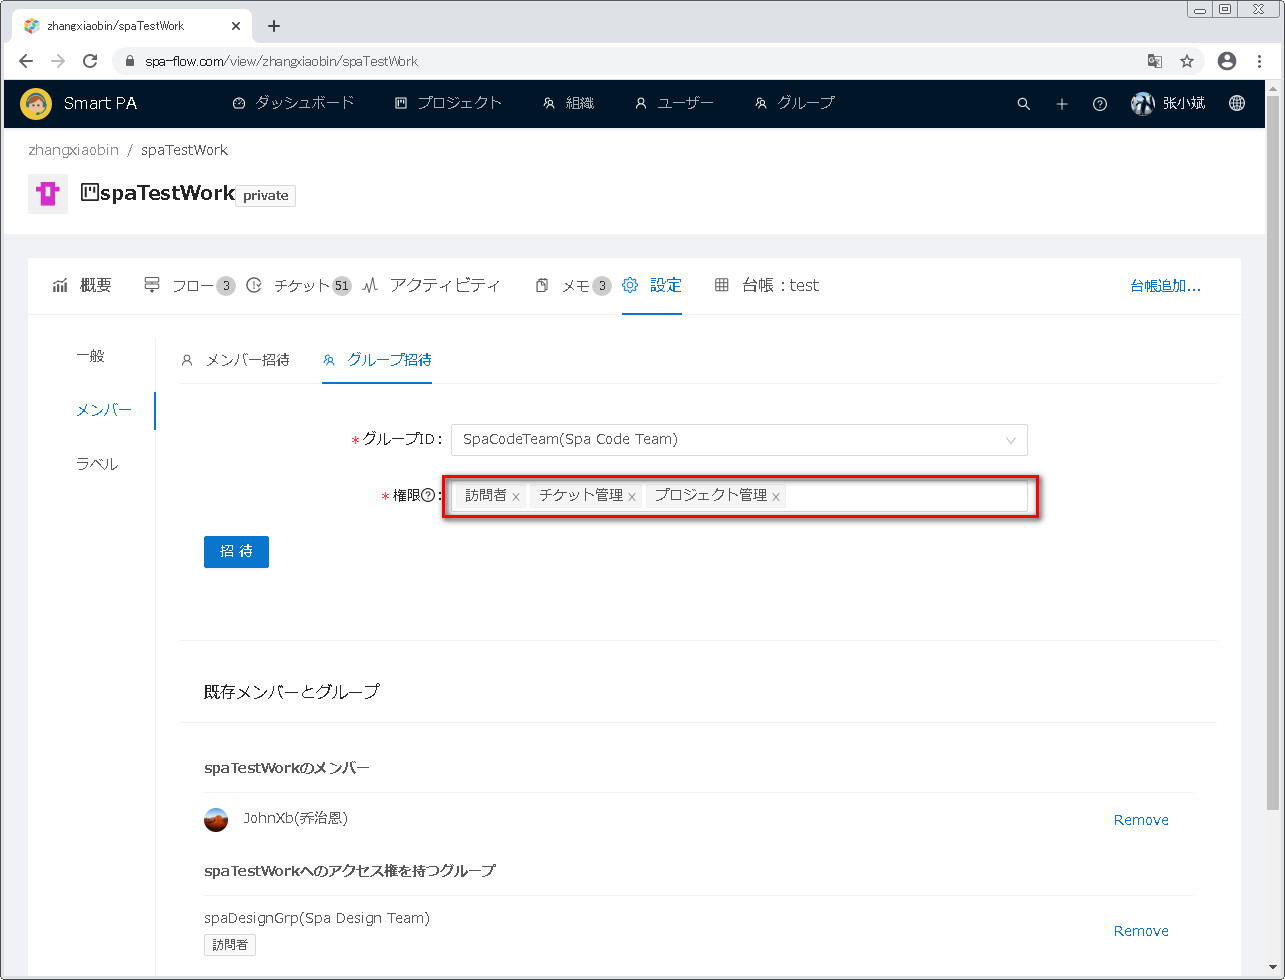 zhangxiaobin/spaTestWork
spa-flow.com/view/zhangxiaobin/spaTestWork
Smart PA ダッシュボード プロジェクト 組織 ユーザー グループ 张小斌
zhangxiaobin / spaTestWork
spaTestWork private
概要 フロー 3 チケット 51 アクティビティ メモ 3 設定 台帳：test 台帳追加...
一般
メンバー
ラベル
メンバー招待 グループ招待
* グループID : SpaCodeTeam(Spa Code Team)
* 権限 : 訪問者 × チケット管理 × プロジェクト管理 ×
招 待
既存メンバーとグループ
spaTestWorkのメンバー
JohnXb(乔治恩) Remove
spaTestWorkへのアクセス権を持つグループ
spaDesignGrp(Spa Design Team)
訪問者 Remove